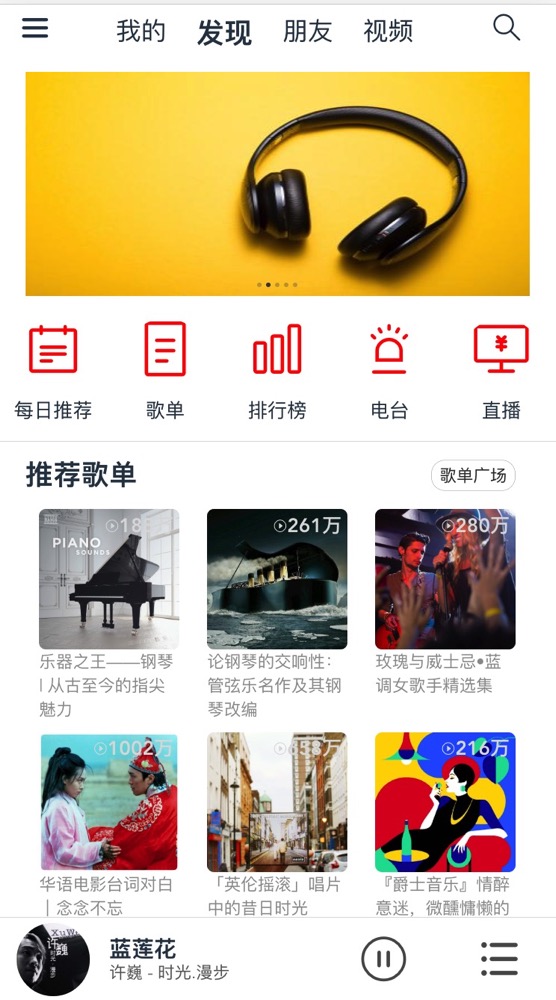 我的 发现 朋友 视频
每日推荐 歌单 排行榜 电台 直播
推荐歌单 歌单广场
PIANO
SOUNDS
261万
280万
乐器之王——钢琴
| 从古至今的指尖
魅力
论钢琴的交响性：
管弦乐名作及其钢
琴改编
玫瑰与威士忌•蓝
调女歌手精选集
1002万
216万
华语电影台词对白
｜念念不忘
「英伦摇滚」唱片
中的昔日时光
『爵士音乐』情醉
意迷，微醺慵懒的
许巍
蓝莲花
许巍 - 时光.漫步